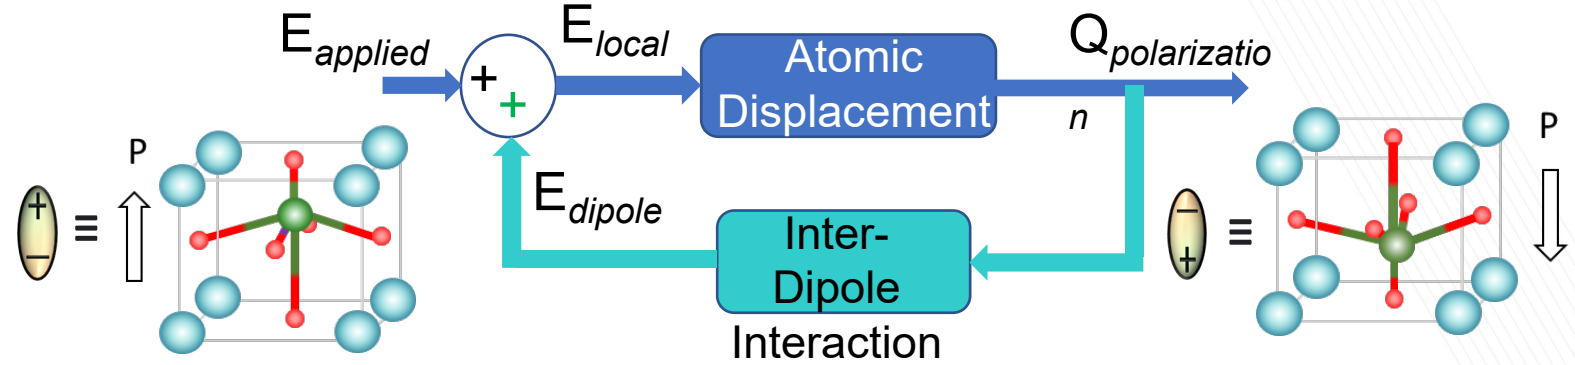 E_applied
E_local
Atomic
Displacement
Q_polarizatio
n
P
+
+
+
−
≡
E_dipole
Inter-
Dipole
Interaction
P
−
+
≡